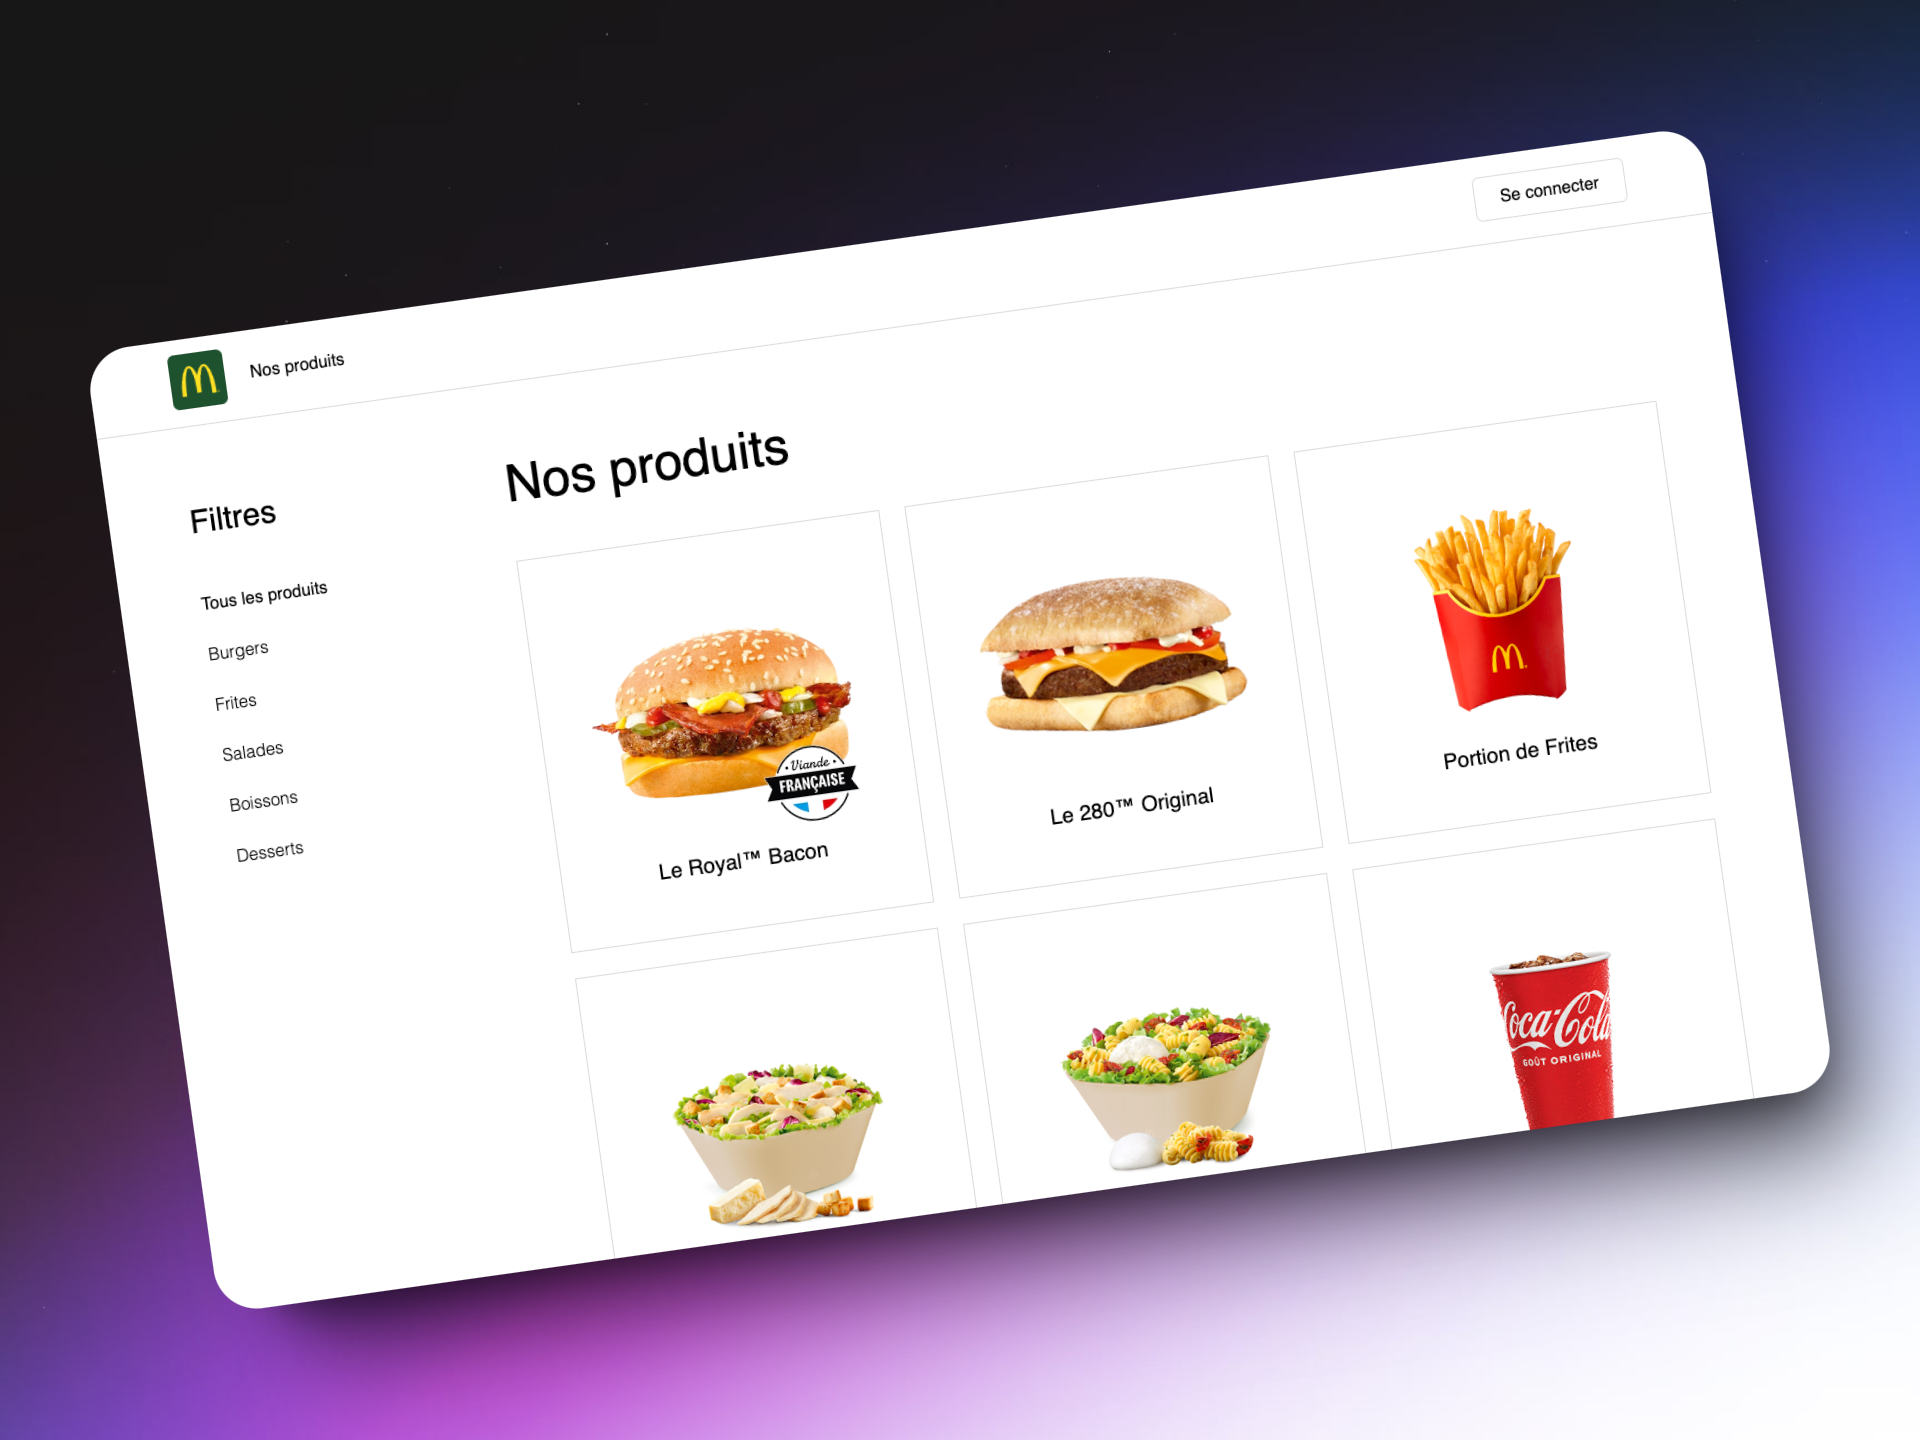 Se connecter
Nos produits
Nos produits
Filtres
Tous les produits
Burgers
Frites
Salades
Boissons
Desserts
Viande
FRANÇAISE
Le Royal™ Bacon
Le 280™ Original
Portion de Frites
Coca-Cola
GOÛT ORIGINAL